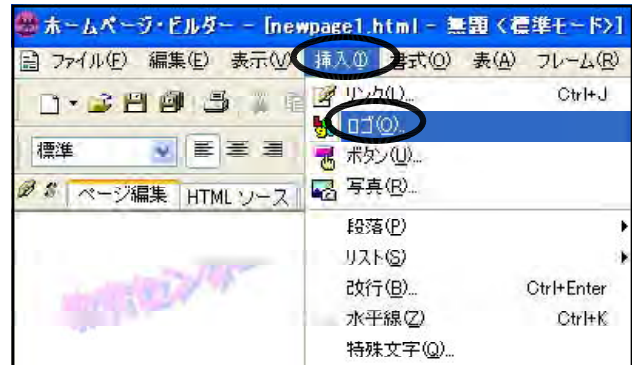 ホームページ・ビルダー - [newpage1.html - 無題 <標準モード>]
ファイル(F) 編集(E) 表示(V) 挿入(I) 書式(O) 表(A) フレーム(R)
リンク(L)... Ctrl+J
ロゴ(O)...
標準
ボタン(U)...
写真(R)...
ページ編集 HTML ソース
段落(P)
リスト(S)
改行(B)... Ctrl+Enter
水平線(Z) Ctrl+K
特殊文字(Q)...